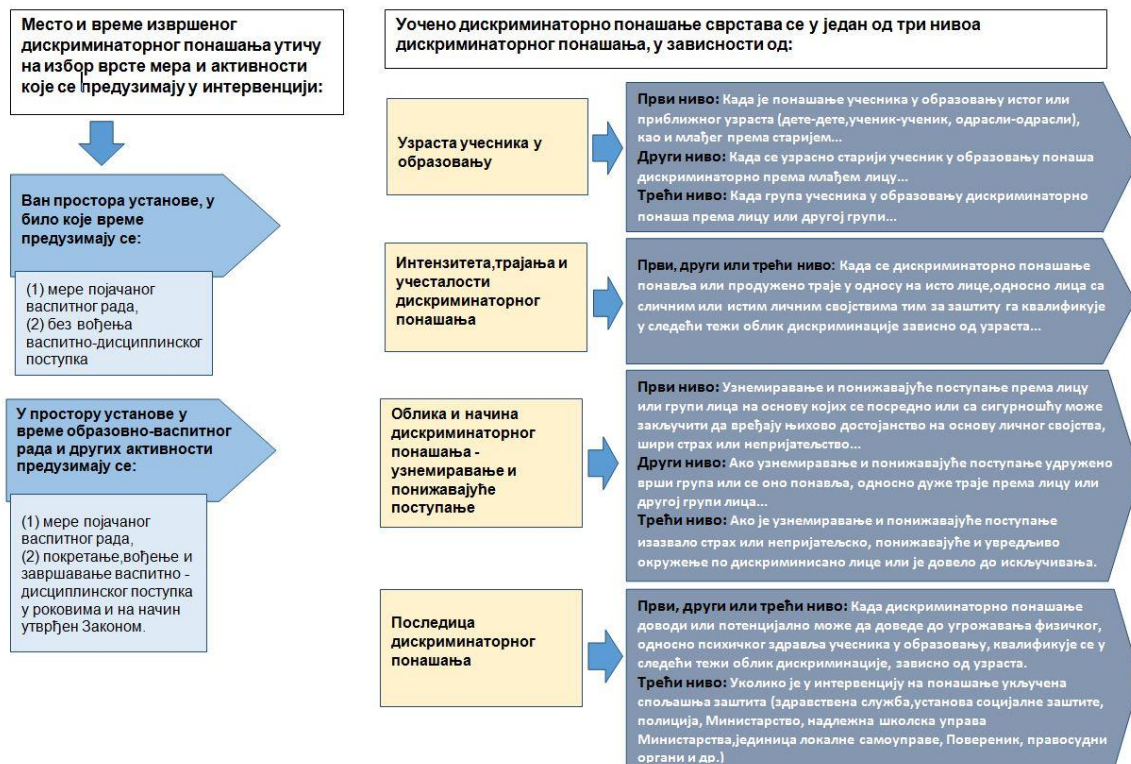 Место и време извршеног
дискриминаторног понашања утичу
на избор врсте мера и активности
које се предузимају у интервенцији:
Ван простора установе, у
било које време
предузимају се:
(1) мере појачаног
васпитног рада,
(2) без вођења
васпитно-дисциплинског
поступка
У простору установе у
време образовно-васпитног
рада и других активности
предузимају се:
(1) мере појачаног
васпитног рада,
(2) покретање,вођење и
завршавање васпитно -
дисциплинског поступка
у роковима и на начин
утврђен Законом.
Уочено дискриминаторно понашање сврстава се у један од три нивоа
дискриминаторног понашања, у зависности од:
Узраста учесника у
образовању
Први ниво: Када је понашање учесника у образовању истог или
приближног узраста (дете-дете,ученик-ученик, одрасли-одрасли),
као и млађег према старијем...
Други ниво: Када се узрасно старији учесник у образовању понаша
дискриминаторно према млађем лицу...
Трећи ниво: Када група учесника у образовању дискриминаторно
понаша према лицу или другој групи...
Интензитета,трајања и
учесталости
дискриминаторног
понашања
Први, други или трећи ниво: Када се дискриминаторно понашање
понавља или продужено траје у односу на исто лице,односно лица са
сличним или истим личним својствима тим за заштиту га квалификује
у следећи тежи облик дискриминације зависно од узраста...
Облика и начина
дискриминаторног
понашања -
узнемиравање и
понижавајуће
поступање
Први ниво: Узнемиравање и понижавајуће поступање према лицу
или групи лица на основу којих се посредно или са сигурношћу може
закључити да вређају њихово достојанство на основу личног својства,
шири страх или непријатељство...
Други ниво: Ако узнемиравање и понижавајуће поступање удружено
врши група или се оно понавља, односно дуже траје према лицу или
другој групи лица...
Трећи ниво: Ако је узнемиравање и понижавајуће поступање
изазвало страх или непријатељско, понижавајуће и увредљиво
окружење по дискриминисано лице или је довело до искључивања.
Последица
дискриминаторног
понашања
Први, други или трећи ниво: Када дискриминаторно понашање
доводи или потенцијално може да доведе до угрожавања физичког,
односно психичког здравља учесника у образовању, квалификује се у
следећи тежи облик дискриминације, зависно од узраста.
Трећи ниво: Уколико је у интервенцију на понашање укључена
спољашња заштита (здравствена служба,установа социјалне заштите,
полиција, Министарство, надлежна школска управа
Министарства,јединица локалне самоуправе, Повереник, правосудни
органи и др.)